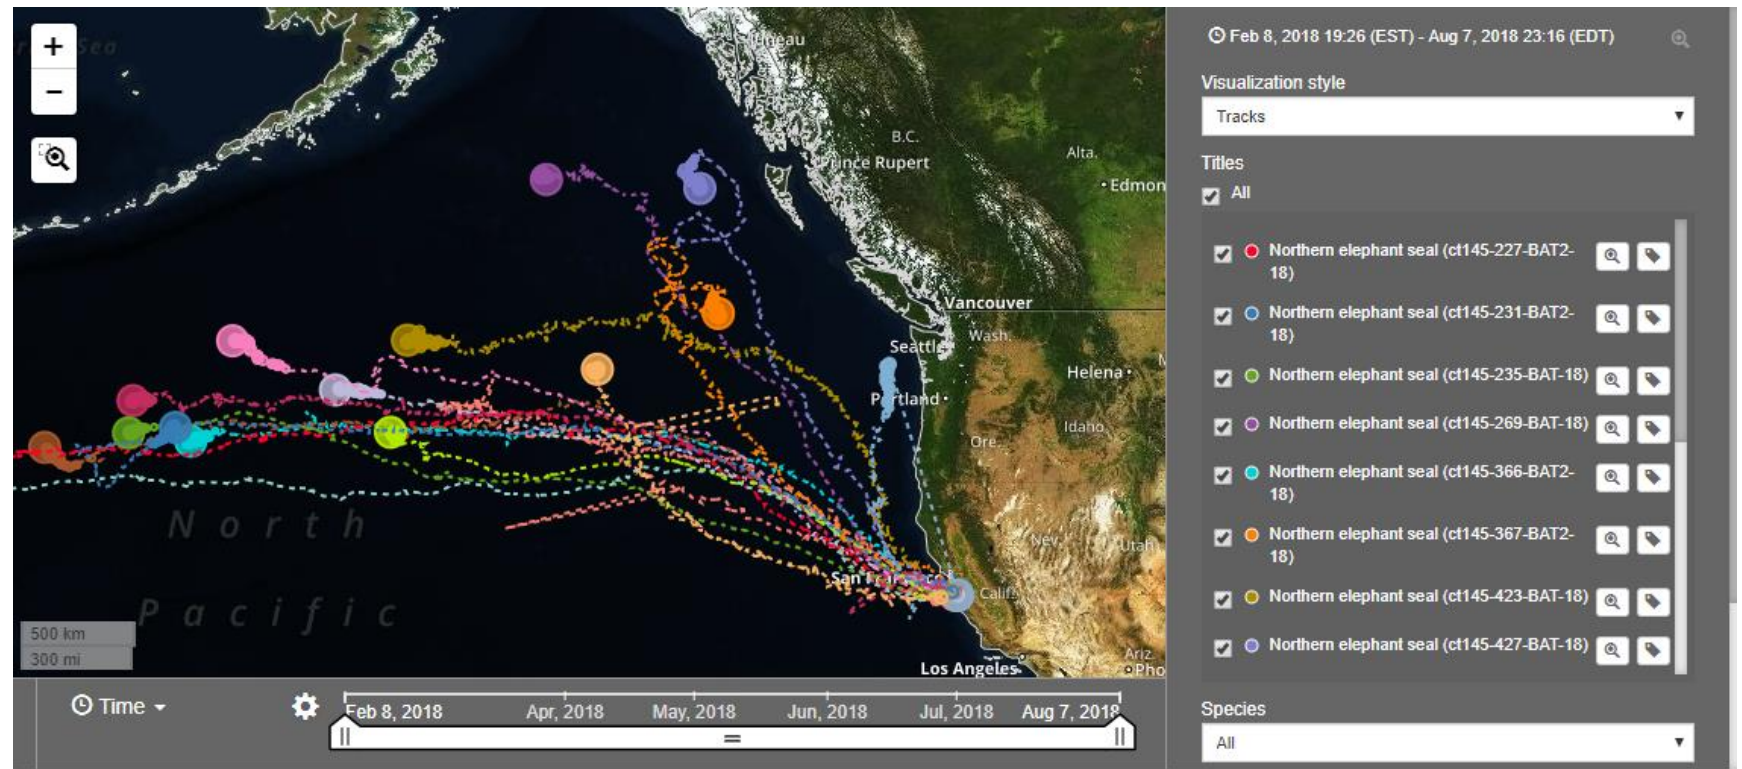 +
−
Sea
Juneau
B.C.
Prince Rupert
Alta.
Edmon
Vancouver
Wash.
Seattle
Helena
Portland
Idaho
Ore.
North
Nev.
Utah
San Francisco
Calif.
Pacific
500 km
300 mi
Ariz.
Los Angeles
Pho
Time
Feb 8, 2018
Apr, 2018
May, 2018
Jun, 2018
Jul, 2018
Aug 7, 2018
Feb 8, 2018 19:26 (EST) - Aug 7, 2018 23:16 (EDT)
Visualization style
Tracks
Titles
All
Northern elephant seal (ct145-227-BAT2-
18)
Northern elephant seal (ct145-231-BAT2-
18)
Northern elephant seal (ct145-235-BAT-18)
Northern elephant seal (ct145-269-BAT-18)
Northern elephant seal (ct145-366-BAT2-
18)
Northern elephant seal (ct145-367-BAT2-
18)
Northern elephant seal (ct145-423-BAT-18)
Northern elephant seal (ct145-427-BAT-18)
Species
All